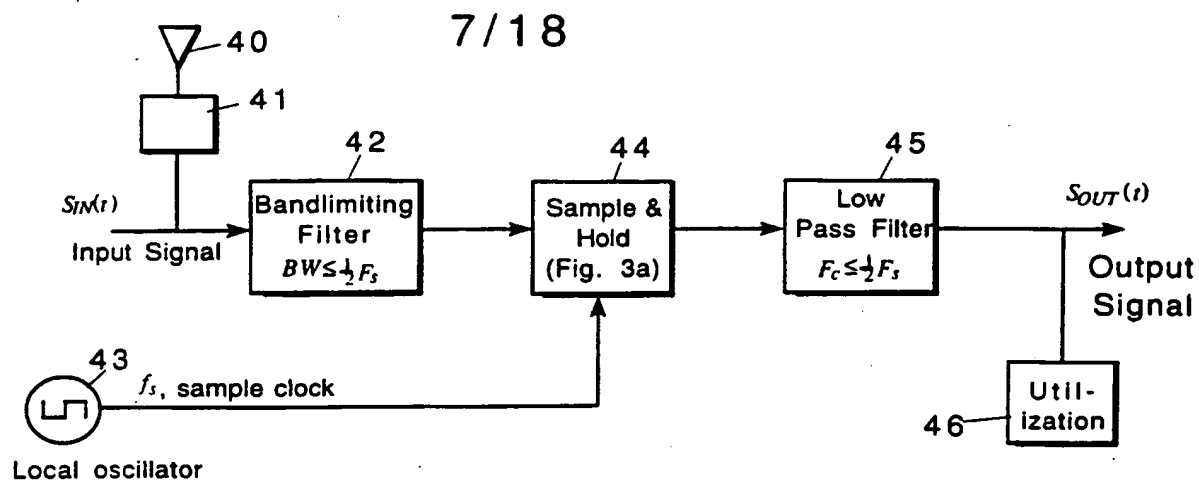 7/18
40
41
42
44
45
S_IN(t)
Input Signal
Bandlimiting
Filter
BW≤½F_s
Sample &
Hold
(Fig. 3a)
Low
Pass Filter
F_c≤½F_s
S_OUT(t)
Output
Signal
43
f_s, sample clock
Local oscillator
46
Util-
ization